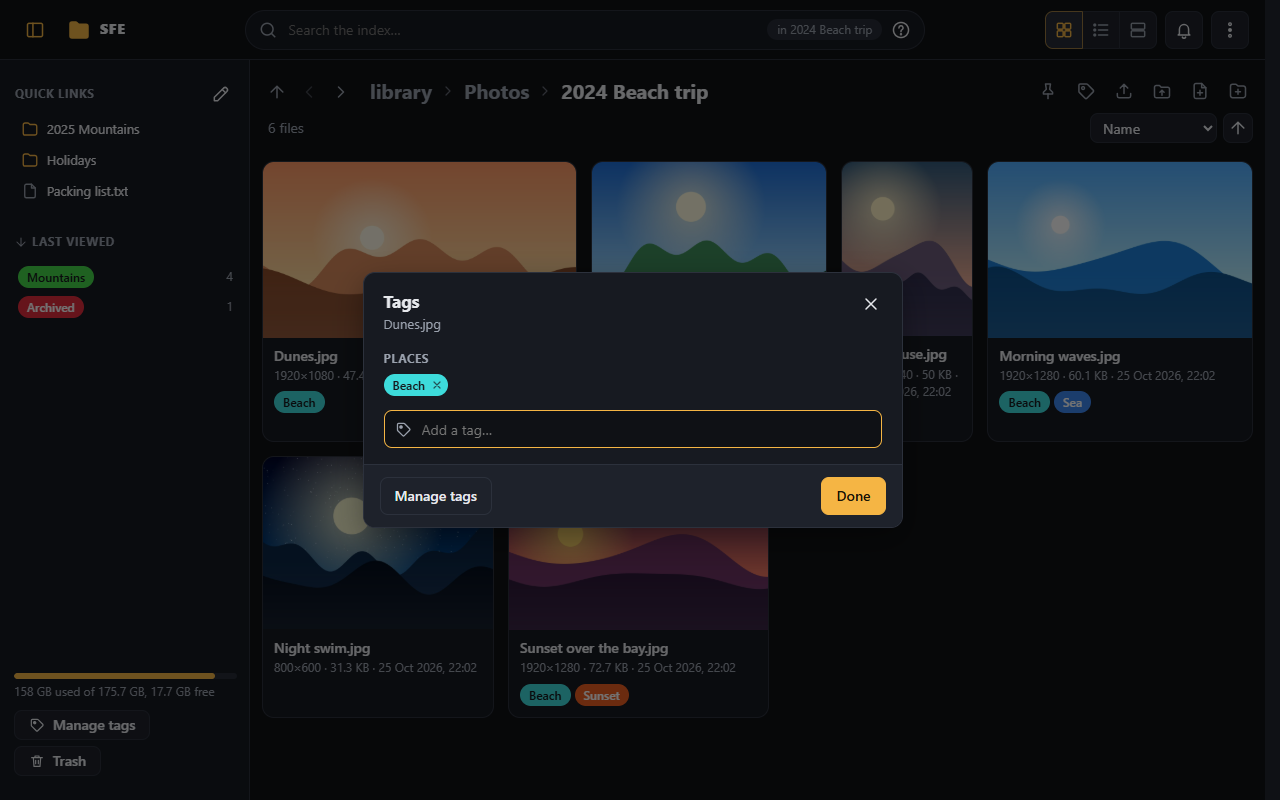 SFE
Search the index...
in 2024 Beach trip
QUICK LINKS
2025 Mountains
Holidays
Packing list.txt
LAST VIEWED
Mountains 4
Archived 1
library Photos 2024 Beach trip
6 files
Name
Dunes.jpg
1920×1080 · 47.4
Beach
use.jpg
40 · 50 KB ·
26, 22:02
Morning waves.jpg
1920×1280 · 60.1 KB · 25 Oct 2026, 22:02
Beach Sea
Tags
Dunes.jpg
PLACES
Beach
Add a tag...
Manage tags
Done
Night swim.jpg
800×600 · 31.3 KB · 25 Oct 2026, 22:02
Sunset over the bay.jpg
1920×1280 · 72.7 KB · 25 Oct 2026, 22:02
Beach Sunset
158 GB used of 175.7 GB, 17.7 GB free
Manage tags
Trash